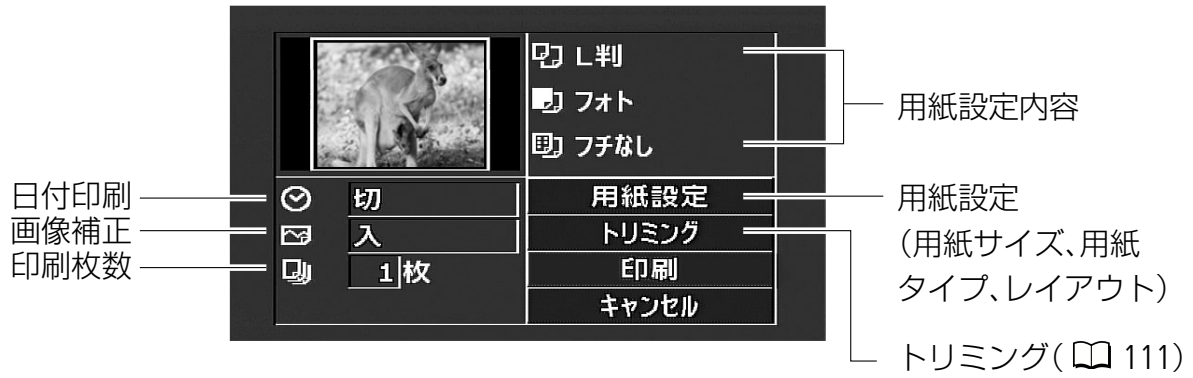 L判
フォト
フチなし
用紙設定内容
日付印刷
画像補正
印刷枚数
切
入
1枚
用紙設定
トリミング
印刷
キャンセル
用紙設定
(用紙サイズ、用紙
タイプ、レイアウト)
トリミング( 111)